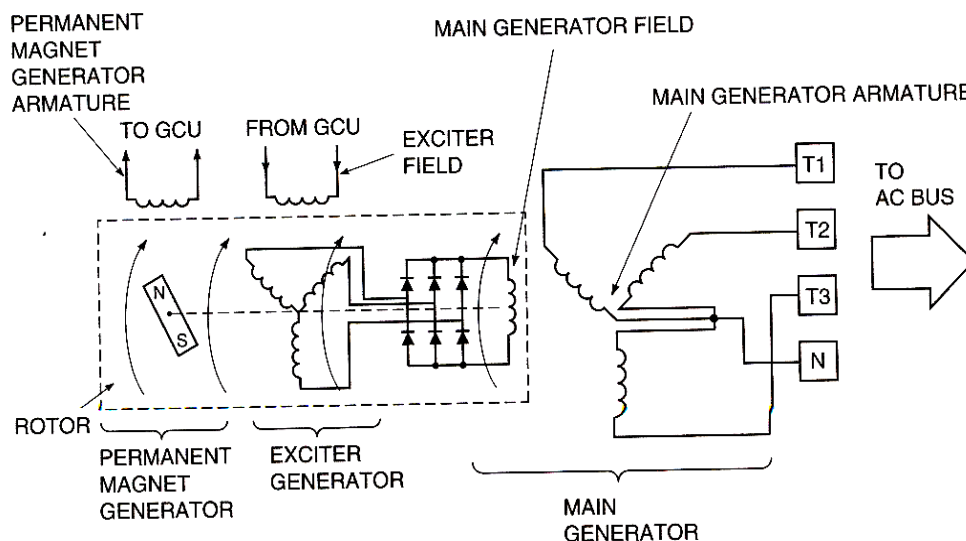 PERMANENT
MAGNET
GENERATOR
ARMATURE
MAIN GENERATOR FIELD
MAIN GENERATOR ARMATURE
TO GCU
FROM GCU
EXCITER
FIELD
T1
TO
AC BUS
T2
T3
N
N
S
ROTOR
PERMANENT
MAGNET
GENERATOR
EXCITER
GENERATOR
MAIN
GENERATOR